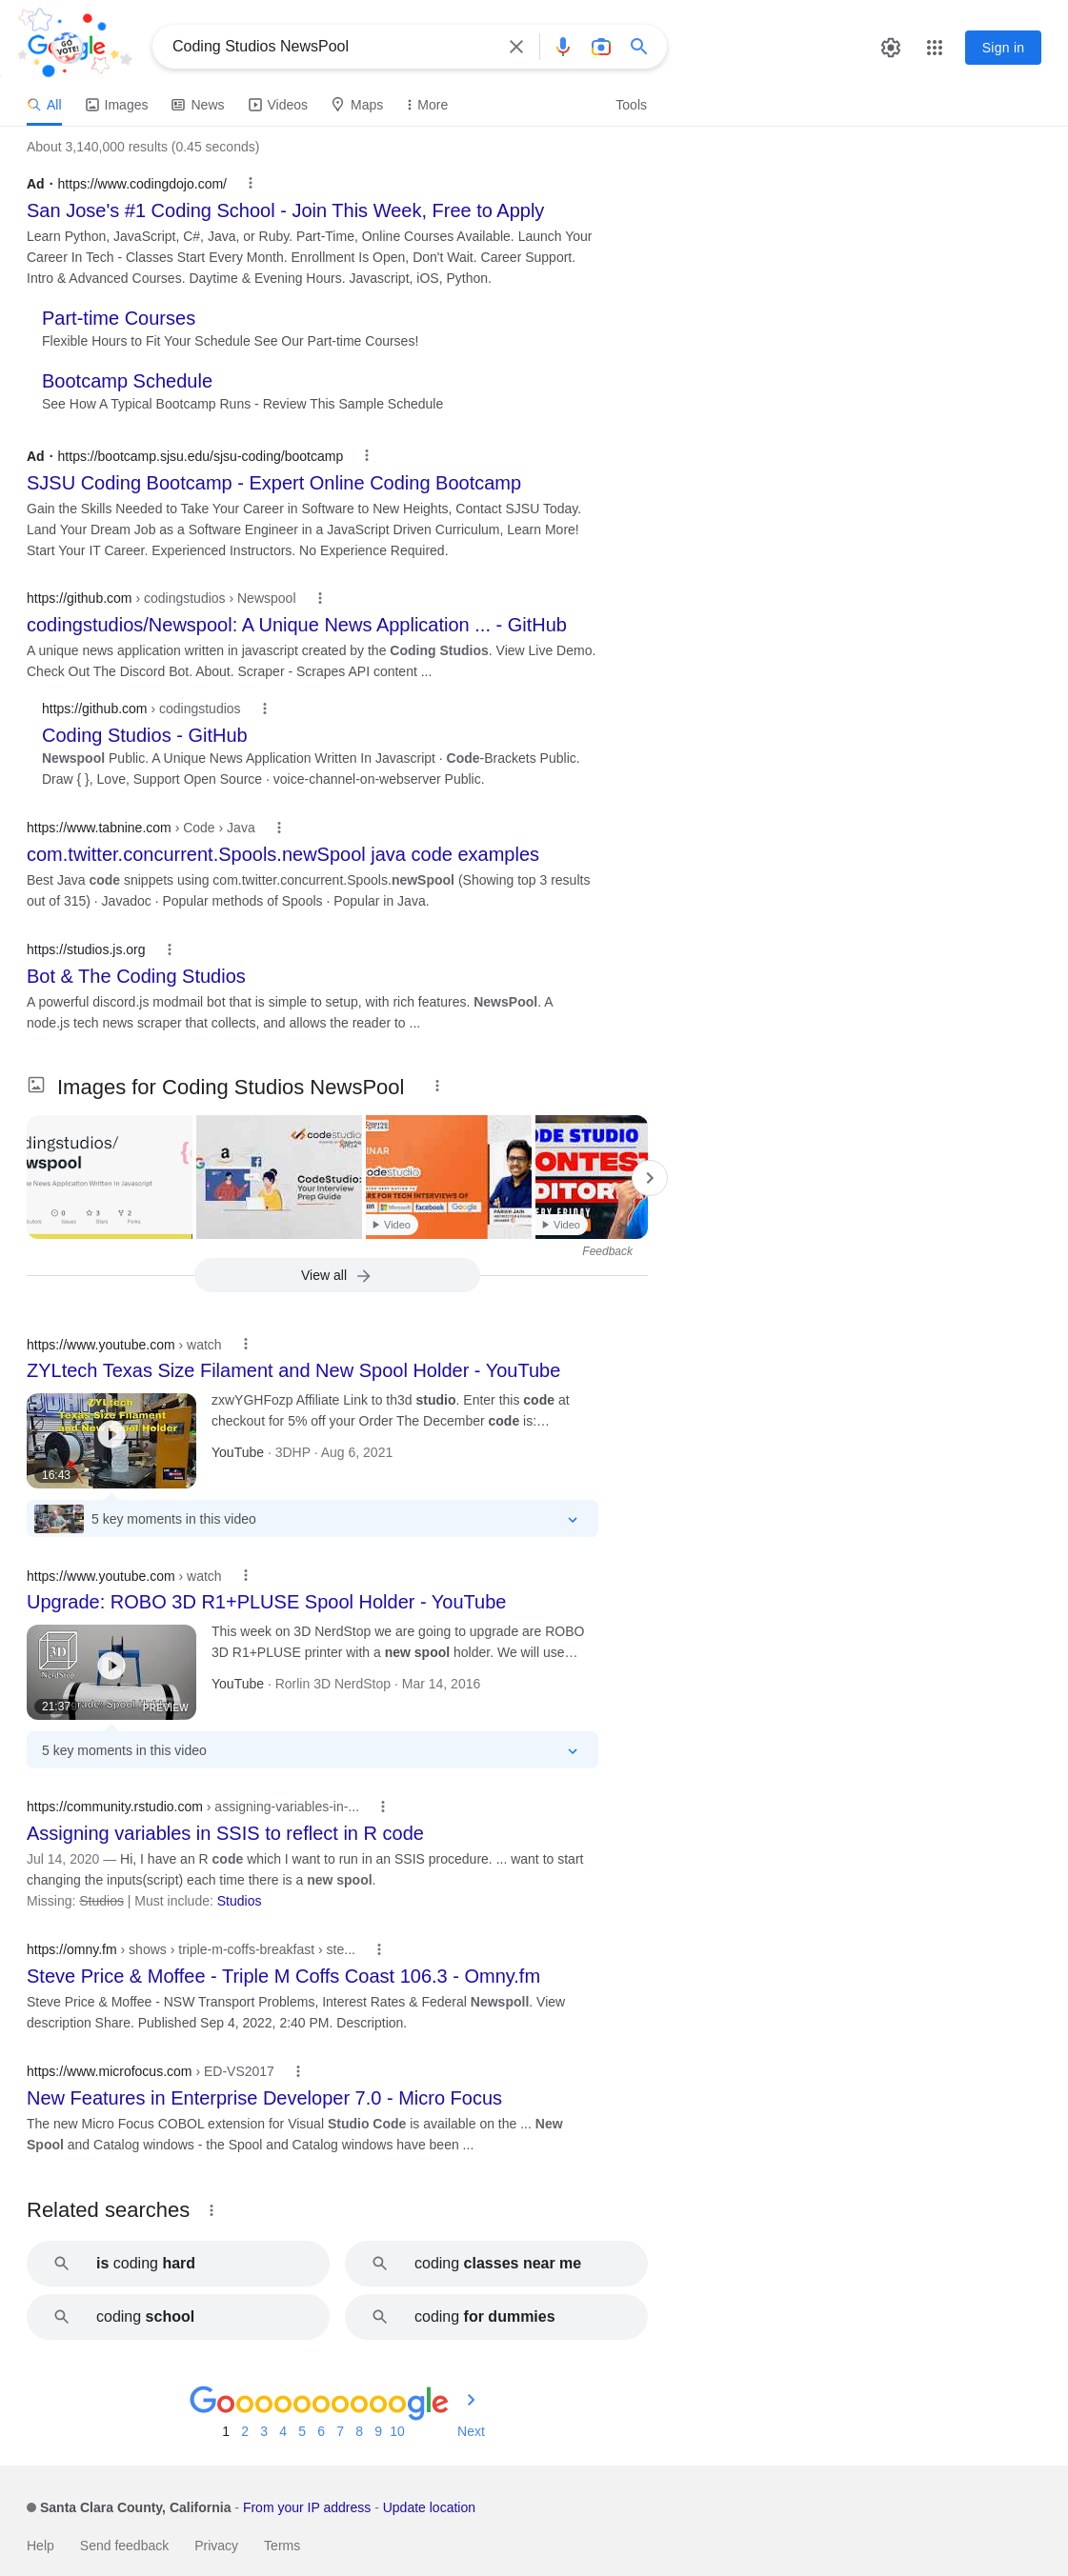 GO VOTE!
Coding Studios NewsPool
Sign in
All Images News Videos Maps More Tools
About 3,140,000 results (0.45 seconds)
Ad · https://www.codingdojo.com/
San Jose's #1 Coding School - Join This Week, Free to Apply
Learn Python, JavaScript, C#, Java, or Ruby. Part-Time, Online Courses Available. Launch Your
Career In Tech - Classes Start Every Month. Enrollment Is Open, Don't Wait. Career Support.
Intro & Advanced Courses. Daytime & Evening Hours. Javascript, iOS, Python.
Part-time Courses
Flexible Hours to Fit Your Schedule See Our Part-time Courses!
Bootcamp Schedule
See How A Typical Bootcamp Runs - Review This Sample Schedule
Ad · https://bootcamp.sjsu.edu/sjsu-coding/bootcamp
SJSU Coding Bootcamp - Expert Online Coding Bootcamp
Gain the Skills Needed to Take Your Career in Software to New Heights, Contact SJSU Today.
Land Your Dream Job as a Software Engineer in a JavaScript Driven Curriculum, Learn More!
Start Your IT Career. Experienced Instructors. No Experience Required.
https://github.com › codingstudios › Newspool
codingstudios/Newspool: A Unique News Application ... - GitHub
A unique news application written in javascript created by the Coding Studios. View Live Demo.
Check Out The Discord Bot. About. Scraper - Scrapes API content ...
https://github.com › codingstudios
Coding Studios - GitHub
Newspool Public. A Unique News Application Written In Javascript · Code-Brackets Public.
Draw { }, Love, Support Open Source · voice-channel-on-webserver Public.
https://www.tabnine.com › Code › Java
com.twitter.concurrent.Spools.newSpool java code examples
Best Java code snippets using com.twitter.concurrent.Spools.newSpool (Showing top 3 results
out of 315) · Javadoc · Popular methods of Spools · Popular in Java.
https://studios.js.org
Bot & The Coding Studios
A powerful discord.js modmail bot that is simple to setup, with rich features. NewsPool. A
node.js tech news scraper that collects, and allows the reader to ...
Images for Coding Studios NewsPool
dingstudios/
wspool
e News Application Written In Javascript
0 3 2
Issues Stars Forks
codestudio
CodeStudio:
Your Interview
Prep Guide
INAR
codestudio
ARE FOR TECH INTERVIEWS OF
Microsoft facebook Google
Video
DE STUDIO
CONTEST
DITOR
RY FRIDAY
Video
Feedback
View all
https://www.youtube.com › watch
ZYLtech Texas Size Filament and New Spool Holder - YouTube
ZYLtech
Texas Size Filament
and New Spool Holder
16:43
zxwYGHFozp Affiliate Link to th3d studio. Enter this code at
checkout for 5% off your Order The December code is:...
YouTube · 3DHP · Aug 6, 2021
5 key moments in this video
https://www.youtube.com › watch
Upgrade: ROBO 3D R1+PLUSE Spool Holder - YouTube
3D
NerdStop
21:37
PREVIEW
This week on 3D NerdStop we are going to upgrade are ROBO
3D R1+PLUSE printer with a new spool holder. We will use...
YouTube · Rorlin 3D NerdStop · Mar 14, 2016
5 key moments in this video
https://community.rstudio.com › assigning-variables-in-...
Assigning variables in SSIS to reflect in R code
Jul 14, 2020 — Hi, I have an R code which I want to run in an SSIS procedure. ... want to start
changing the inputs(script) each time there is a new spool.
Missing: Studios | Must include: Studios
https://omny.fm › shows › triple-m-coffs-breakfast › ste...
Steve Price & Moffee - Triple M Coffs Coast 106.3 - Omny.fm
Steve Price & Moffee - NSW Transport Problems, Interest Rates & Federal Newspoll. View
description Share. Published Sep 4, 2022, 2:40 PM. Description.
https://www.microfocus.com › ED-VS2017
New Features in Enterprise Developer 7.0 - Micro Focus
The new Micro Focus COBOL extension for Visual Studio Code is available on the ... New
Spool and Catalog windows - the Spool and Catalog windows have been ...
Related searches
is coding hard
coding classes near me
coding school
coding for dummies
Goooooooooogle
1 2 3 4 5 6 7 8 9 10 Next
Santa Clara County, California - From your IP address - Update location
Help Send feedback Privacy Terms